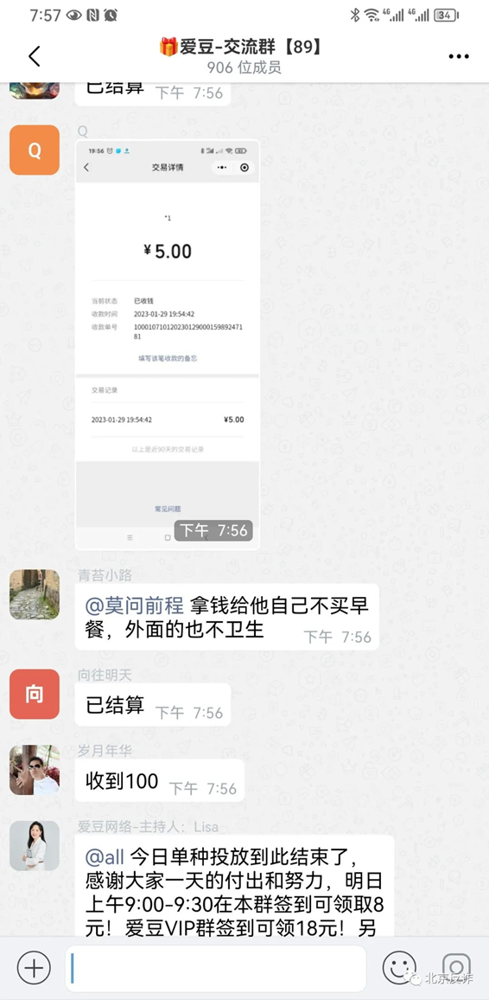 7:57
4G 4G 34
🎁爱豆-交流群【89】
906 位成员
已结算 下午 7:56
Q
Q
19:56
交易详情
*1
¥5.00
当前状态 已收钱
收款时间 2023-01-29 19:54:42
收款单号 100010710120230129000159892471
81
填写该笔收款的备忘
交易记录
2023-01-29 19:54:42 ¥5.00
以上是近90天的交易记录
常见问题
下午 7:56
青苔小路
@莫问前程 拿钱给他自己不买早
餐，外面的也不卫生 下午 7:56
向往明天
向
已结算 下午 7:56
岁月年华
收到100 下午 7:56
爱豆网络-主持人：Lisa
@all 今日单种投放到此结束了，
感谢大家一天的付出和努力，明日
上午9:00-9:30在本群签到可领取8
元！爱豆VIP群签到可领18元！另
北京反诈